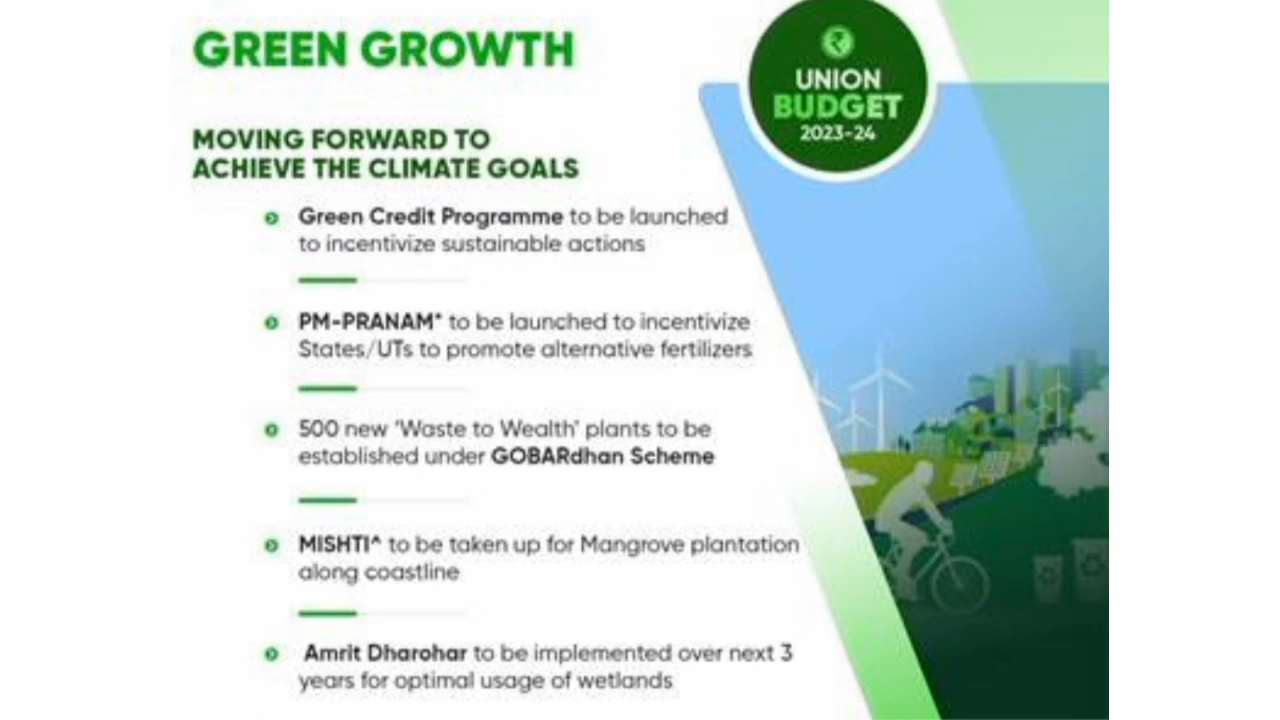 GREEN GROWTH
UNION
BUDGET
2023-24
MOVING FORWARD TO
ACHIEVE THE CLIMATE GOALS
Green Credit Programme to be launched
to incentivize sustainable actions
PM-PRANAM* to be launched to incentivize
States/UTs to promote alternative fertilizers
500 new 'Waste to Wealth' plants to be
established under GOBARdhan Scheme
MISHTI^ to be taken up for Mangrove plantation
along coastline
Amrit Dharohar to be implemented over next 3
years for optimal usage of wetlands